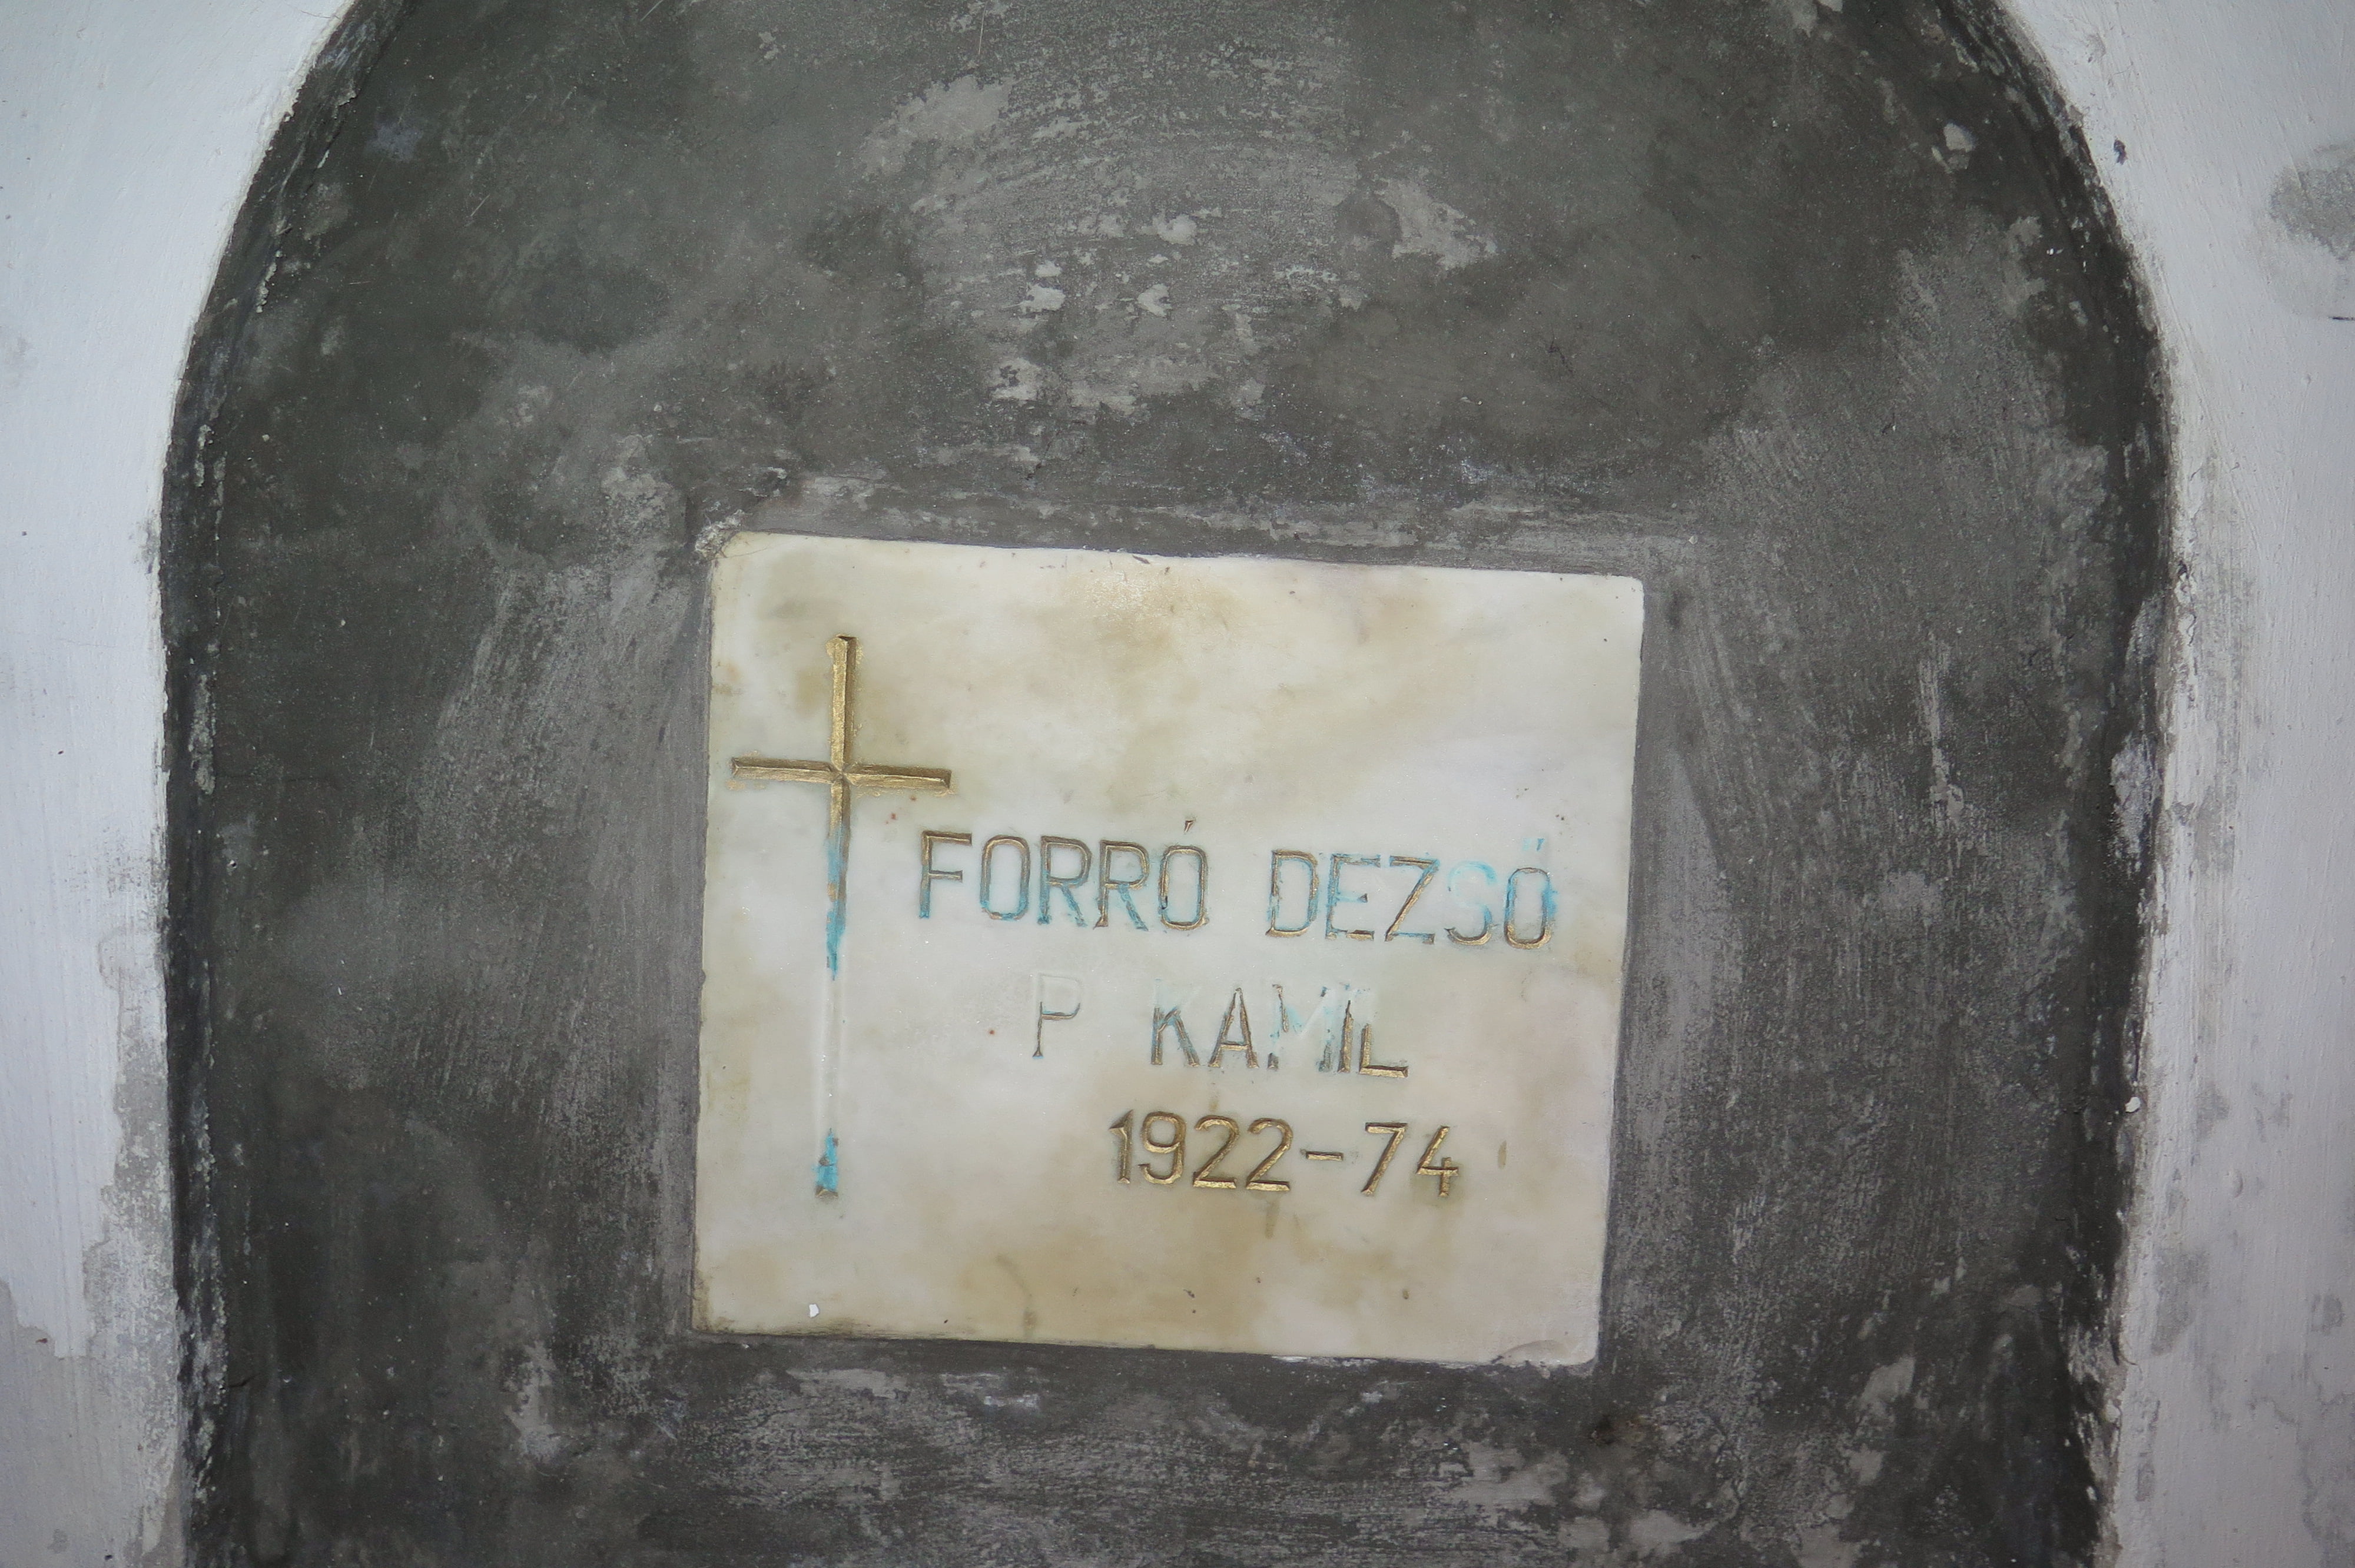 FORRÓ DEZSŐ
P KAMIL
1922-74